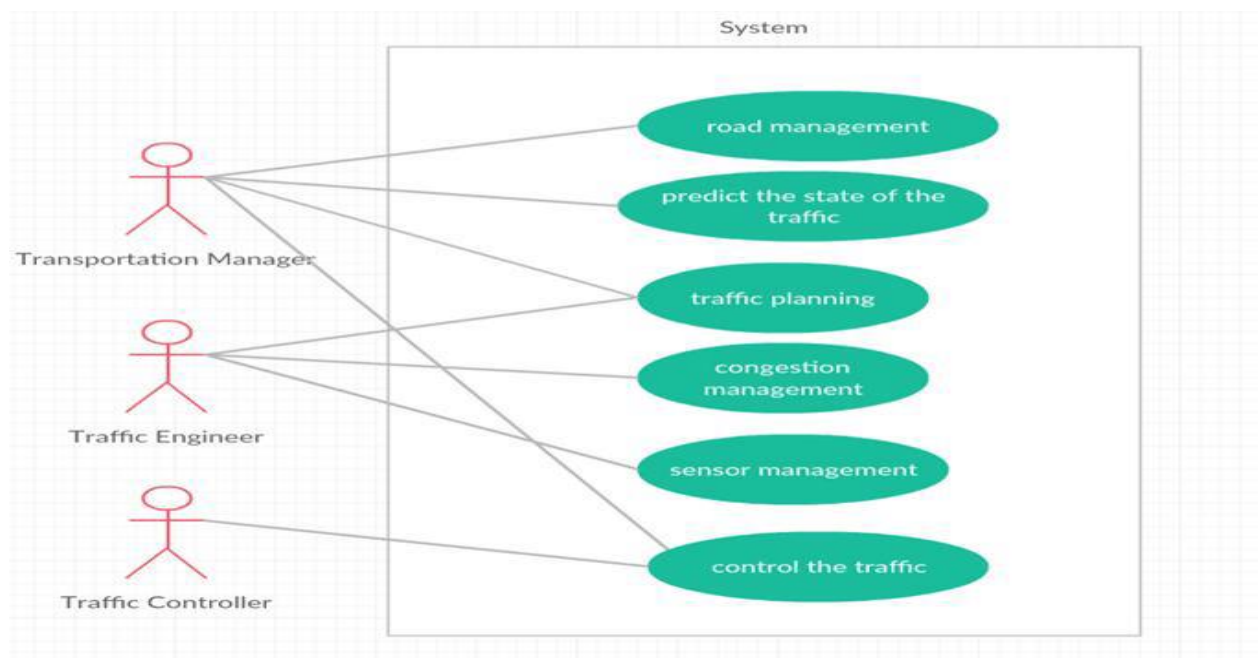 System
road management
predict the state of the
traffic
Transportation Manager
traffic planning
congestion
management
Traffic Engineer
sensor management
control the traffic
Traffic Controller